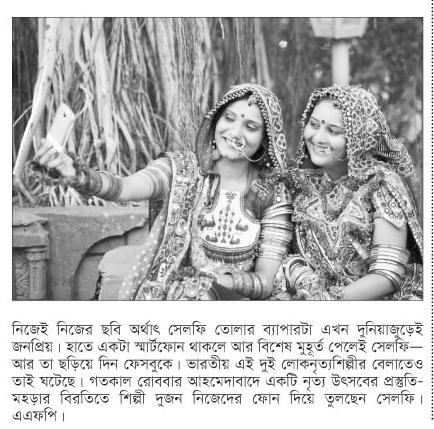 নিজেই নিজের ছবি অর্থাৎ সেলফি তোলার ব্যাপারটা এখন দুনিয়াজুড়েই
জনপ্রিয়। হাতে একটা স্মার্টফোন থাকলে আর বিশেষ মুহূর্ত পেলেই সেলফি—
আর তা ছড়িয়ে দিন ফেসবুকে। ভারতীয় এই দুই লোকনৃত্যশিল্পীর বেলাতেও
তাই ঘটেছে। গতকাল রোববার আহমেদাবাদে একটি নৃত্য উৎসবের প্রস্তুতি-
মহড়ার বিরতিতে শিল্পী দুজন নিজেদের ফোন দিয়ে তুলছেন সেলফি।
এএফপি।